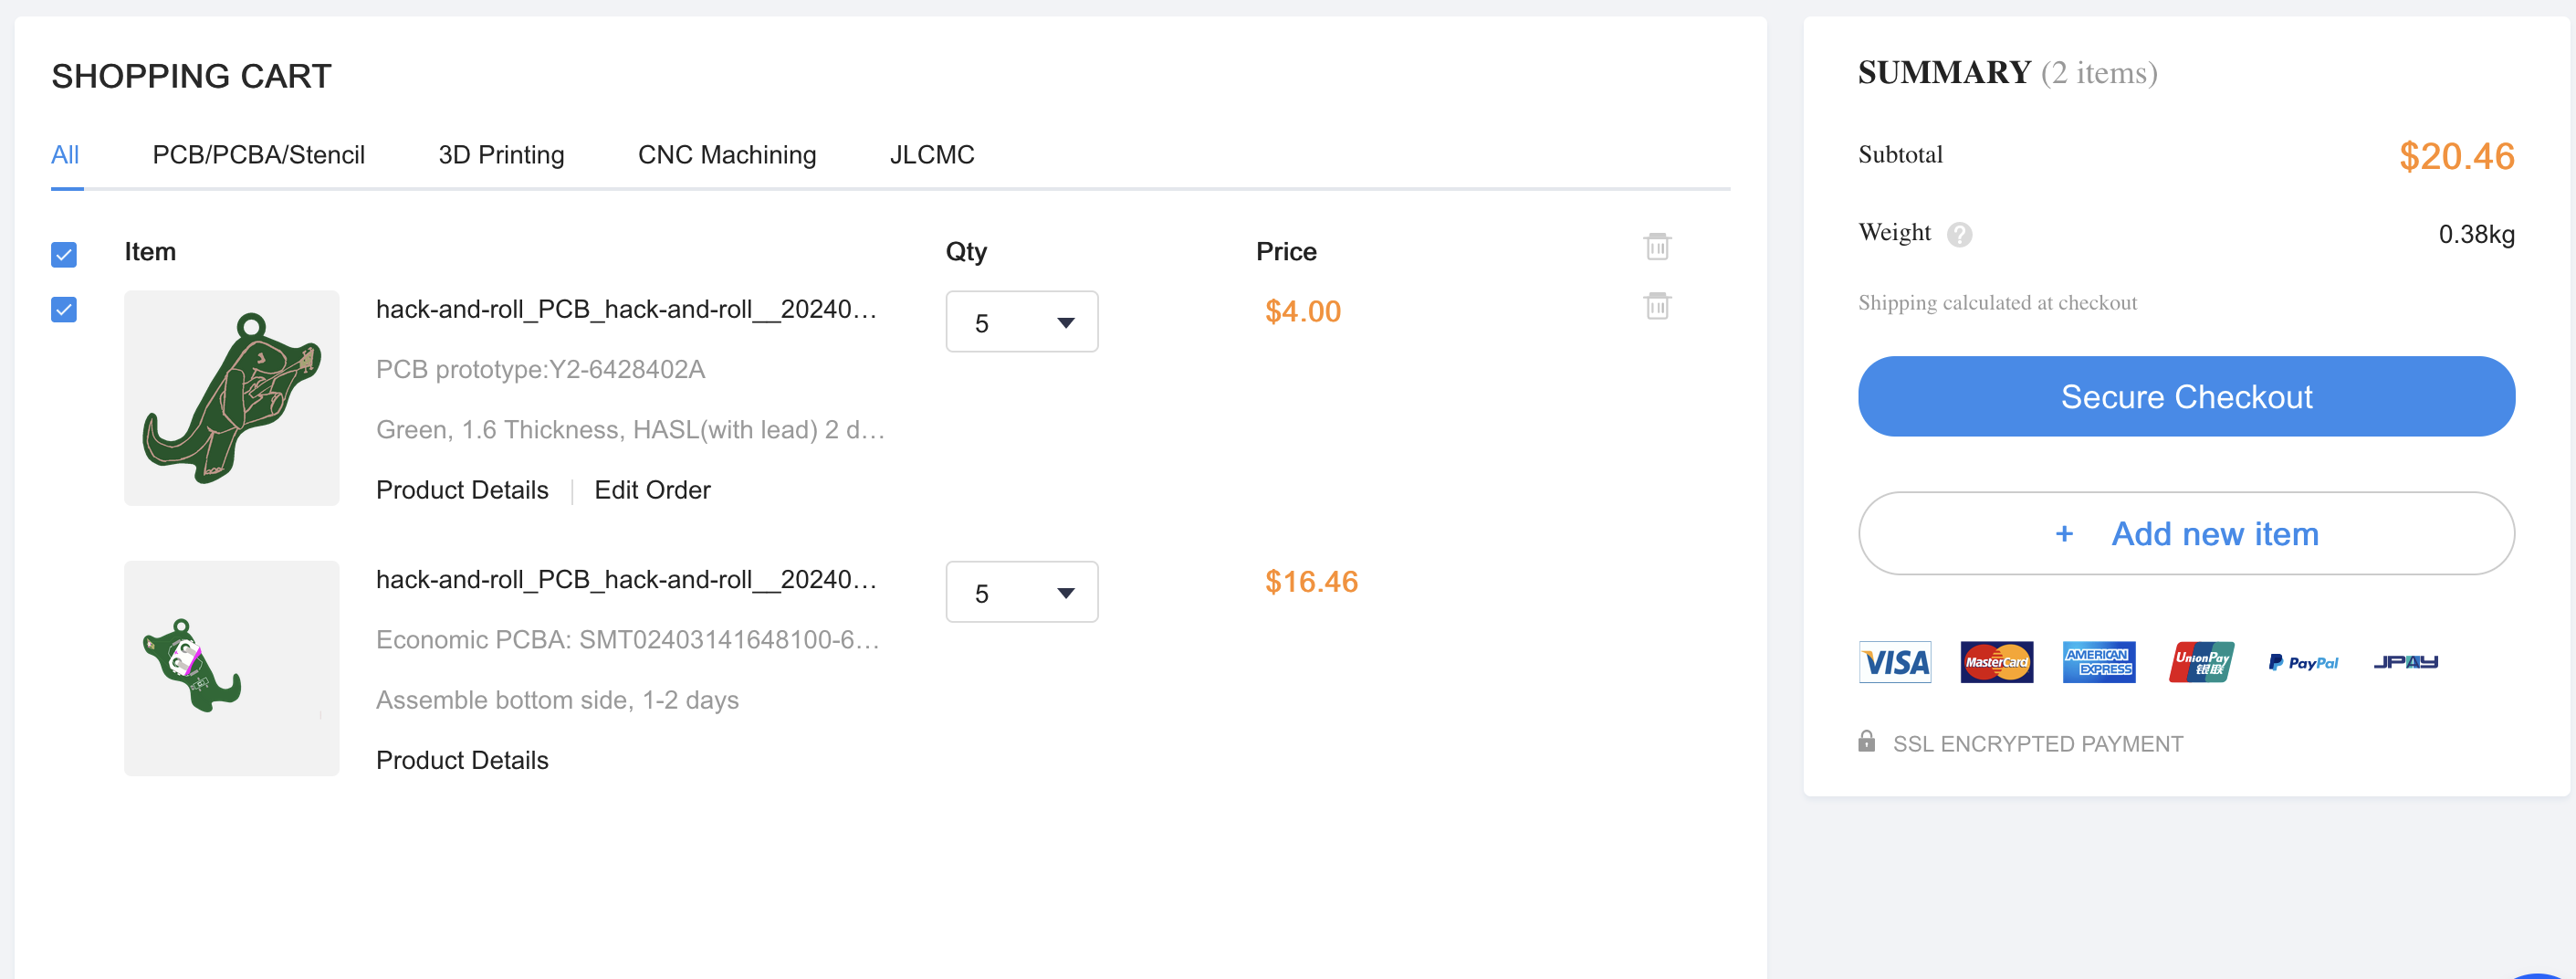 SHOPPING CART
All PCB/PCBA/Stencil 3D Printing CNC Machining JLCMC
Item Qty Price
hack-and-roll_PCB_hack-and-roll__20240... 5 $4.00
PCB prototype:Y2-6428402A
Green, 1.6 Thickness, HASL(with lead) 2 d...
Product Details | Edit Order
hack-and-roll_PCB_hack-and-roll__20240... 5 $16.46
Economic PCBA: SMT02403141648100-6...
Assemble bottom side, 1-2 days
Product Details
SUMMARY (2 items)
Subtotal $20.46
Weight ? 0.38kg
Shipping calculated at checkout
Secure Checkout
+ Add new item
VISA MasterCard AMERICAN EXPRESS UnionPay 银联 PayPal JPAY
SSL ENCRYPTED PAYMENT